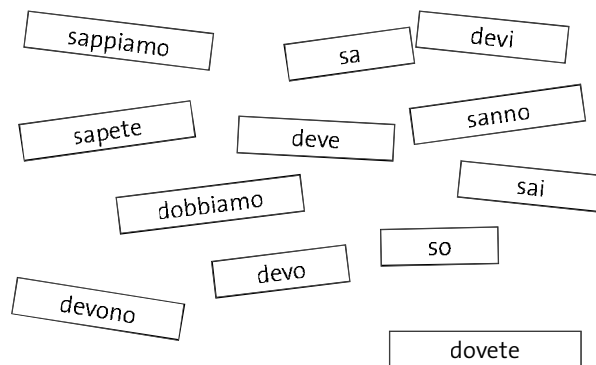 sappiamo
sa
devi
sapete
deve
sanno
dobbiamo
sai
devo
so
devono
dovete